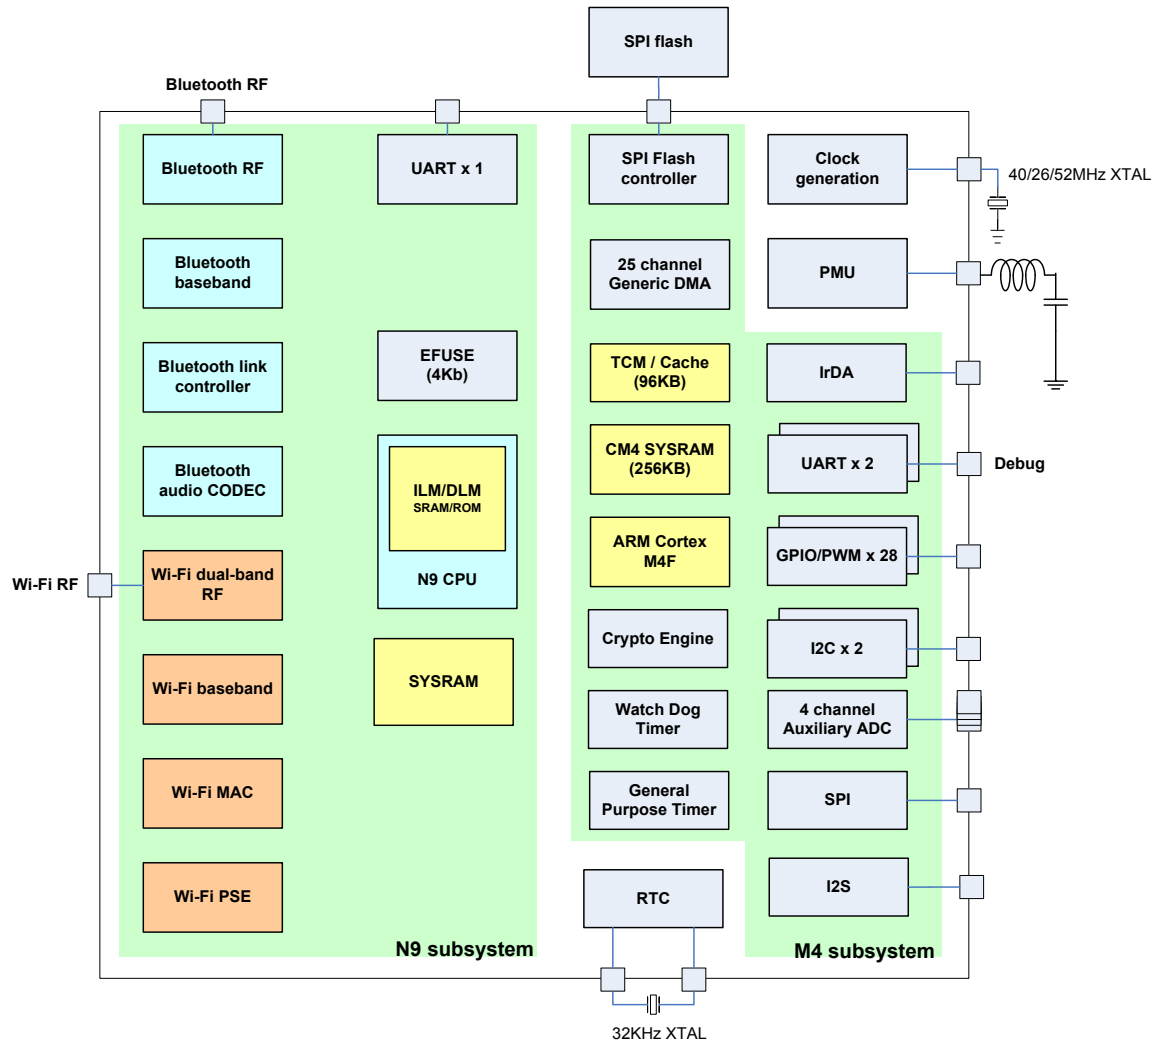 SPI flash
Bluetooth RF
Bluetooth RF
UART x 1
SPI Flash
controller
Clock
generation
40/26/52MHz XTAL
Bluetooth
baseband
25 channel
Generic DMA
PMU
Bluetooth link
controller
EFUSE
(4Kb)
TCM / Cache
(96KB)
IrDA
Bluetooth
audio CODEC
ILM/DLM
SRAM/ROM
N9 CPU
CM4 SYSRAM
(256KB)
UART x 2
Debug
Wi-Fi RF
Wi-Fi dual-band
RF
ARM Cortex
M4F
GPIO/PWM x 28
Crypto Engine
I2C x 2
Wi-Fi baseband
SYSRAM
Watch Dog
Timer
4 channel
Auxiliary ADC
Wi-Fi MAC
General
Purpose Timer
SPI
Wi-Fi PSE
RTC
I2S
N9 subsystem
M4 subsystem
32KHz XTAL